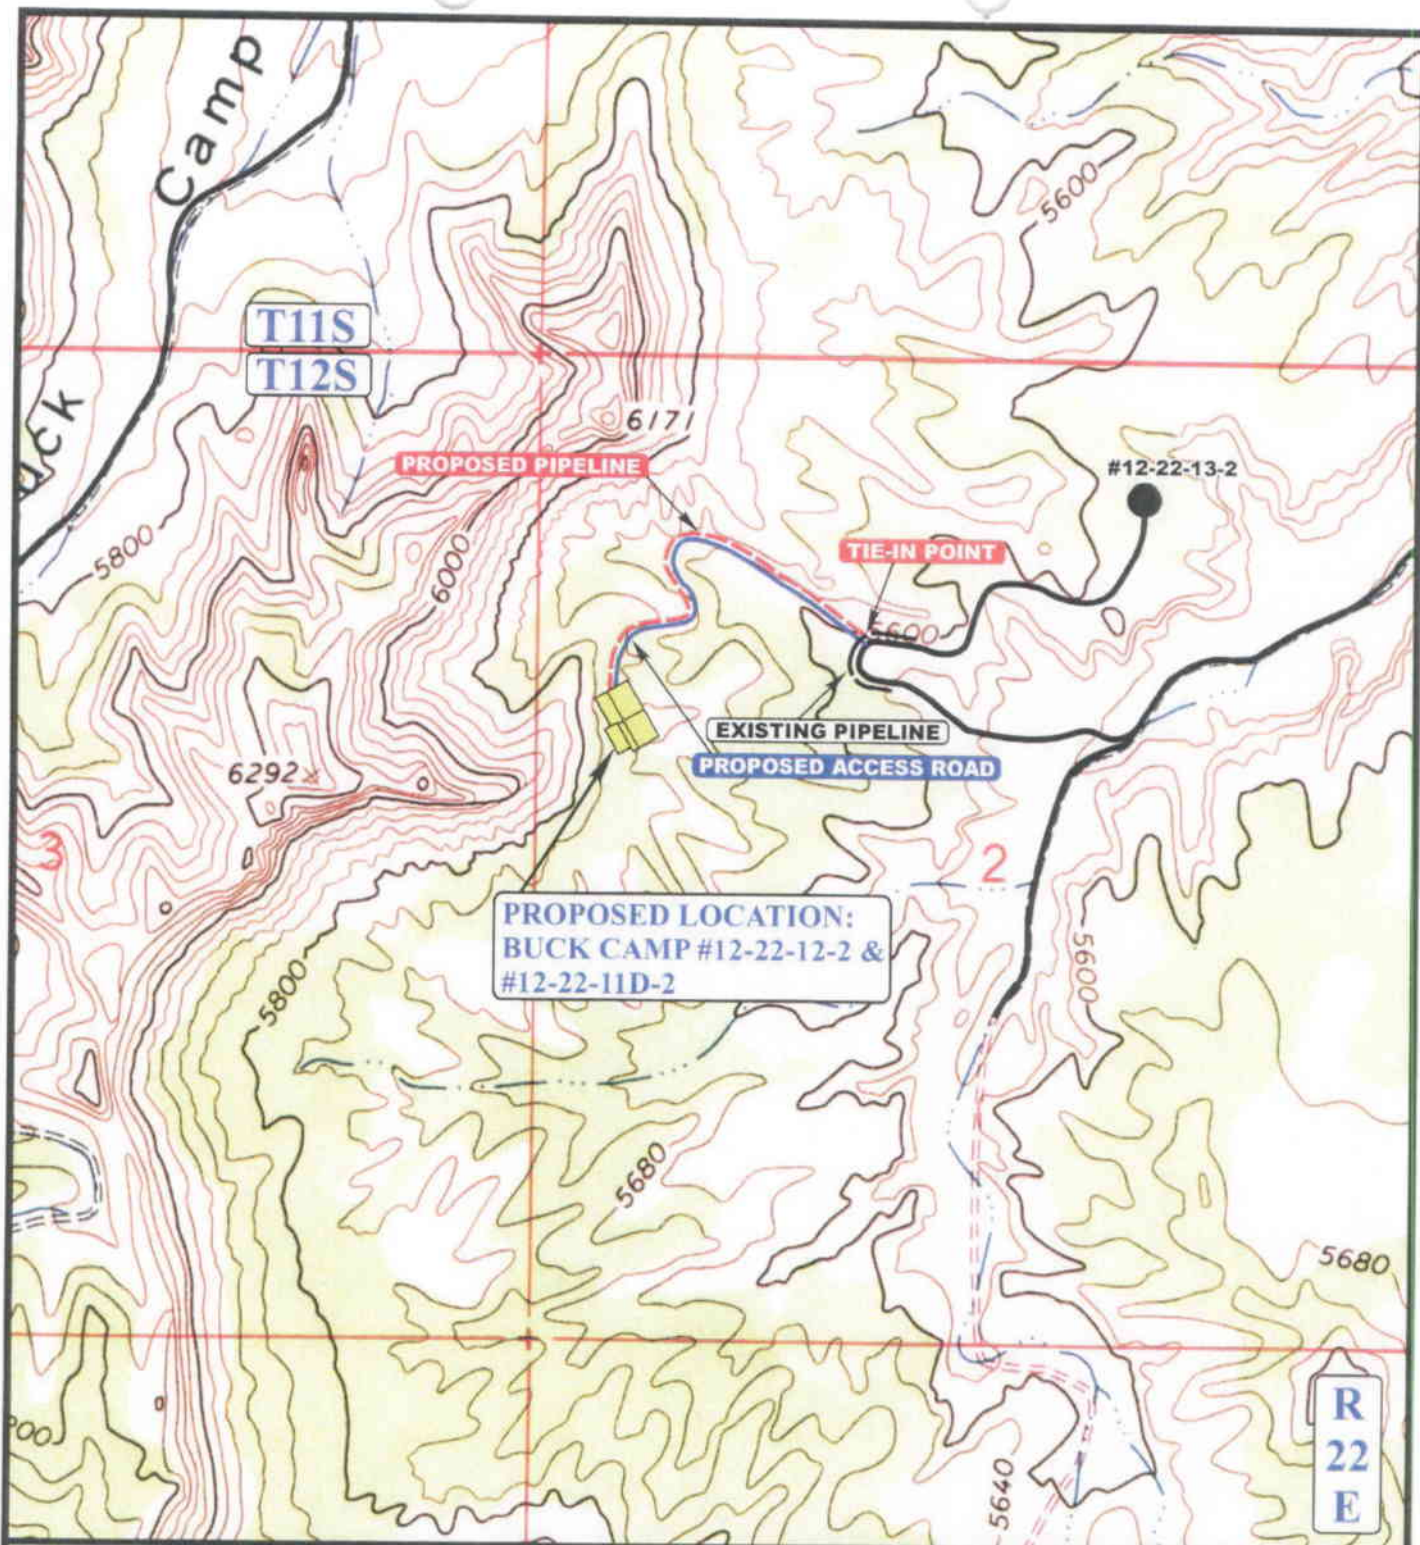 Camp
5600
T11S
T12S
uck
6171
PROPOSED PIPELINE
#12-22-13-2
5800
6000
TIE-IN POINT
5600
EXISTING PIPELINE
PROPOSED ACCESS ROAD
6292
3
2
PROPOSED LOCATION:
BUCK CAMP #12-22-12-2 &
#12-22-11D-2
5600
5800
5680
5680
R
22
E
00
5640